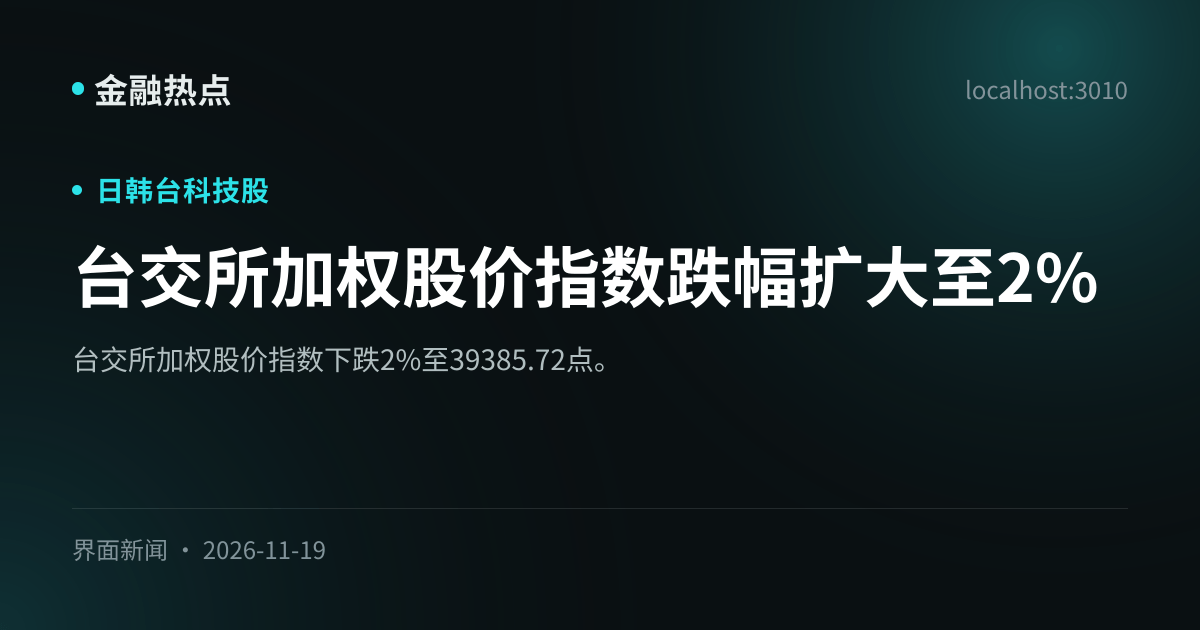 金融热点
localhost:3010
日韩台科技股
台交所加权股价指数跌幅扩大至2%
台交所加权股价指数下跌2%至39385.72点。
界面新闻 • 2026-11-19